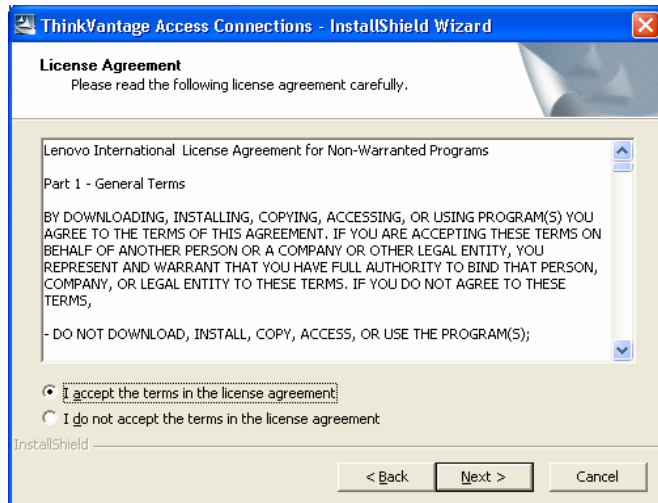 ThinkVantage Access Connections - InstallShield Wizard
License Agreement
Please read the following license agreement carefully.
Lenovo International License Agreement for Non-Warranted Programs
Part 1 - General Terms
BY DOWNLOADING, INSTALLING, COPYING, ACCESSING, OR USING PROGRAM(S) YOU
AGREE TO THE TERMS OF THIS AGREEMENT. IF YOU ARE ACCEPTING THESE TERMS ON
BEHALF OF ANOTHER PERSON OR A COMPANY OR OTHER LEGAL ENTITY, YOU
REPRESENT AND WARRANT THAT YOU HAVE FULL AUTHORITY TO BIND THAT PERSON,
COMPANY, OR LEGAL ENTITY TO THESE TERMS. IF YOU DO NOT AGREE TO THESE
TERMS,
- DO NOT DOWNLOAD, INSTALL, COPY, ACCESS, OR USE THE PROGRAM(S);
I accept the terms in the license agreement
I do not accept the terms in the license agreement
InstallShield
< Back Next > Cancel